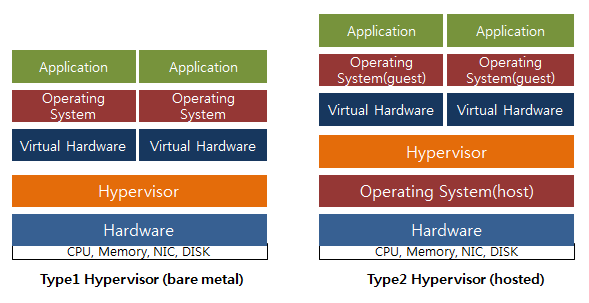 Application Application
Operating System Operating System
Virtual Hardware Virtual Hardware
Hypervisor
Hardware
CPU, Memory, NIC, DISK
Type1 Hypervisor (bare metal)
Application Application
Operating System(guest) Operating System(guest)
Virtual Hardware Virtual Hardware
Hypervisor
Operating System(host)
Hardware
CPU, Memory, NIC, DISK
Type2 Hypervisor (hosted)